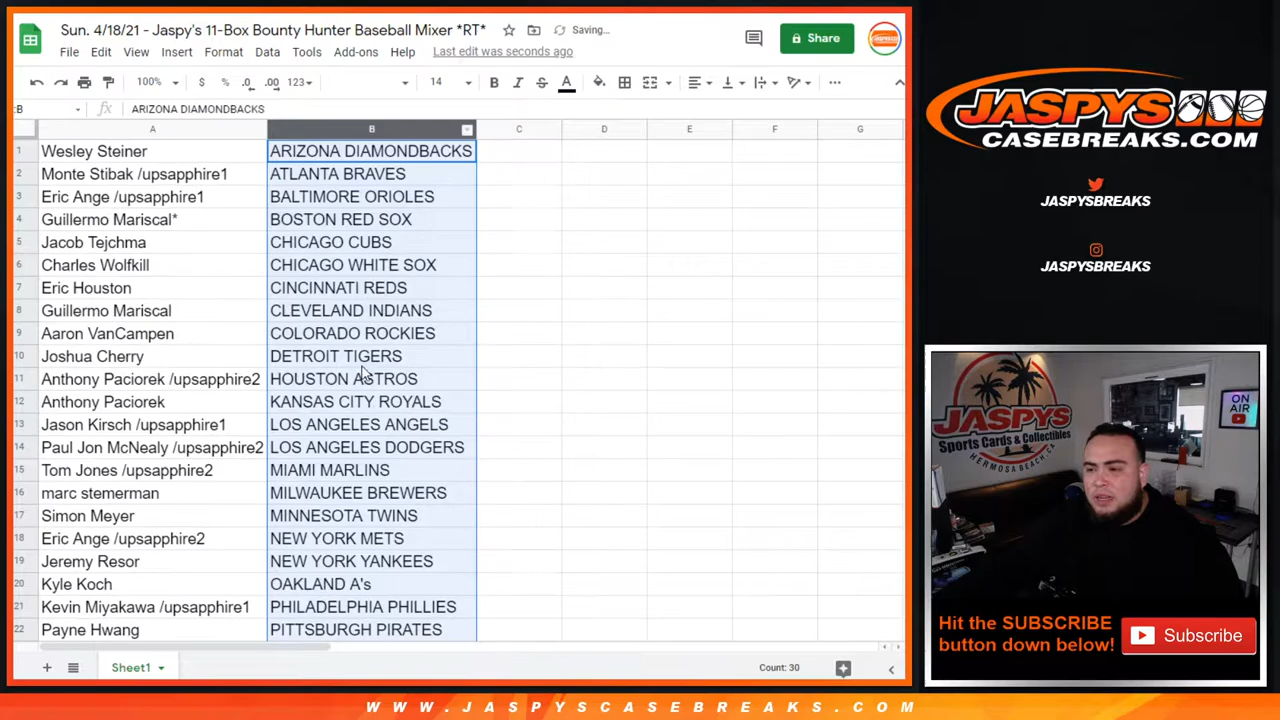 Sun. 4/18/21 - Jaspy's 11-Box Bounty Hunter Baseball Mixer *RT*
Saving...
File Edit View Insert Format Data Tools Add-ons Help Last edit was seconds ago
Share
100% $ % .0 .00 123 14 B I S A
:B fx ARIZONA DIAMONDBACKS
A B C D E F G
1 Wesley Steiner ARIZONA DIAMONDBACKS
2 Monte Stibak /upsapphire1 ATLANTA BRAVES
3 Eric Ange /upsapphire1 BALTIMORE ORIOLES
4 Guillermo Mariscal* BOSTON RED SOX
5 Jacob Tejchma CHICAGO CUBS
6 Charles Wolfkill CHICAGO WHITE SOX
7 Eric Houston CINCINNATI REDS
8 Guillermo Mariscal CLEVELAND INDIANS
9 Aaron VanCampen COLORADO ROCKIES
10 Joshua Cherry DETROIT TIGERS
11 Anthony Paciorek /upsapphire2 HOUSTON ASTROS
12 Anthony Paciorek KANSAS CITY ROYALS
13 Jason Kirsch /upsapphire1 LOS ANGELES ANGELS
14 Paul Jon McNealy /upsapphire2 LOS ANGELES DODGERS
15 Tom Jones /upsapphire2 MIAMI MARLINS
16 marc stemerman MILWAUKEE BREWERS
17 Simon Meyer MINNESOTA TWINS
18 Eric Ange /upsapphire2 NEW YORK METS
19 Jeremy Resor NEW YORK YANKEES
20 Kyle Koch OAKLAND A's
21 Kevin Miyakawa /upsapphire1 PHILADELPHIA PHILLIES
22 Payne Hwang PITTSBURGH PIRATES
Sheet1
Count: 30
JASPYS
CASEBREAKS.COM
JASPYSBREAKS
JASPYSBREAKS
JASPYS
Sports Cards & Collectibles
HERMOSA BEACH, CA
ON AIR
Hit the SUBSCRIBE
button down below!
Subscribe
WWW.JASPYSCASEBREAKS.COM